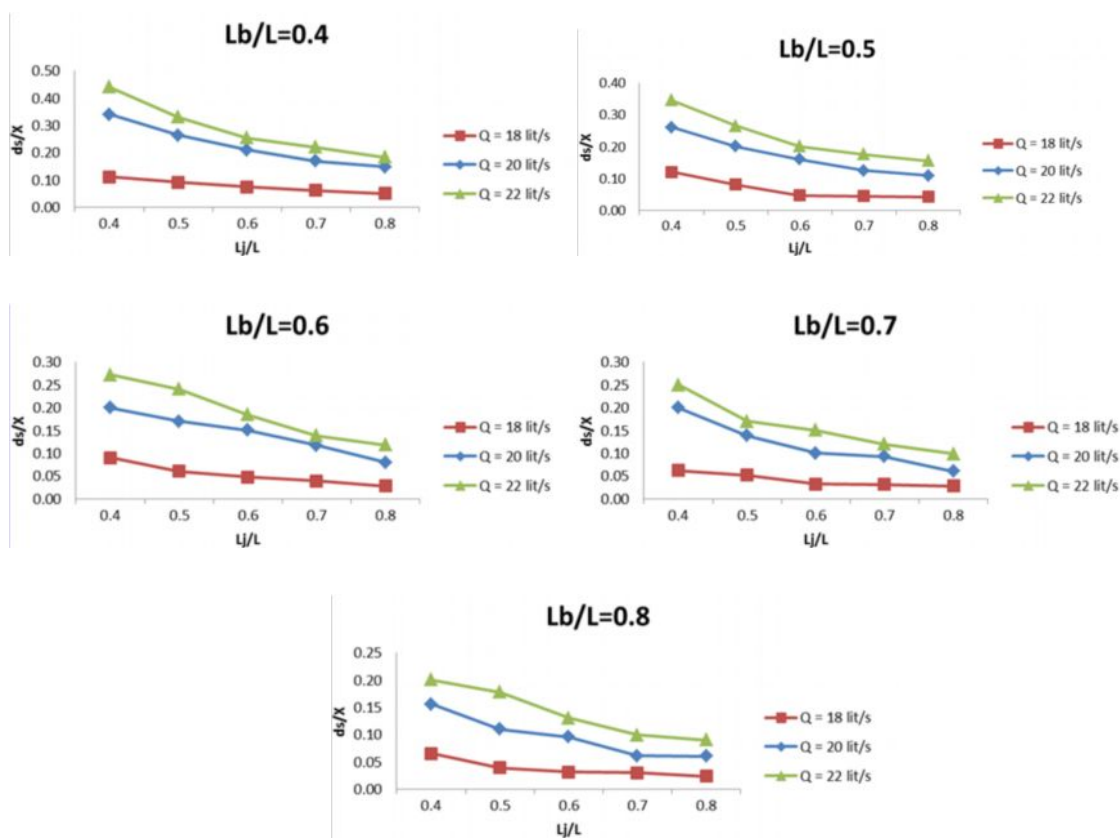 Lb/L=0.4
0.50
0.40
0.30
0.20
0.10
0.00
ds/X
0.4 0.5 0.6 0.7 0.8
Lj/L
Q = 18 lit/s
Q = 20 lit/s
Q = 22 lit/s
Lb/L=0.5
0.40
0.30
0.20
0.10
0.00
ds/X
0.4 0.5 0.6 0.7 0.8
Lj/L
Q = 18 lit/s
Q = 20 lit/s
Q = 22 lit/s
Lb/L=0.6
0.30
0.25
0.20
0.15
0.10
0.05
0.00
ds/X
0.4 0.5 0.6 0.7 0.8
Lj/L
Q = 18 lit/s
Q = 20 lit/s
Q = 22 lit/s
Lb/L=0.7
0.30
0.25
0.20
0.15
0.10
0.05
0.00
ds/X
0.4 0.5 0.6 0.7 0.8
Lj/L
Q = 18 lit/s
Q = 20 lit/s
Q = 22 lit/s
Lb/L=0.8
0.25
0.20
0.15
0.10
0.05
0.00
ds/X
0.4 0.5 0.6 0.7 0.8
Lj/L
Q = 18 lit/s
Q = 20 lit/s
Q = 22 lit/s